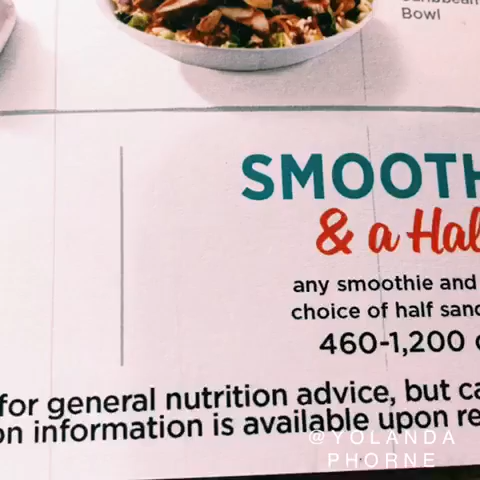 Bowl
SMOOTH
& a Hal
any smoothie and
choice of half sand
460-1,200 c
for general nutrition advice, but ca
on information is available upon re
@YOLANDA
PHORNE